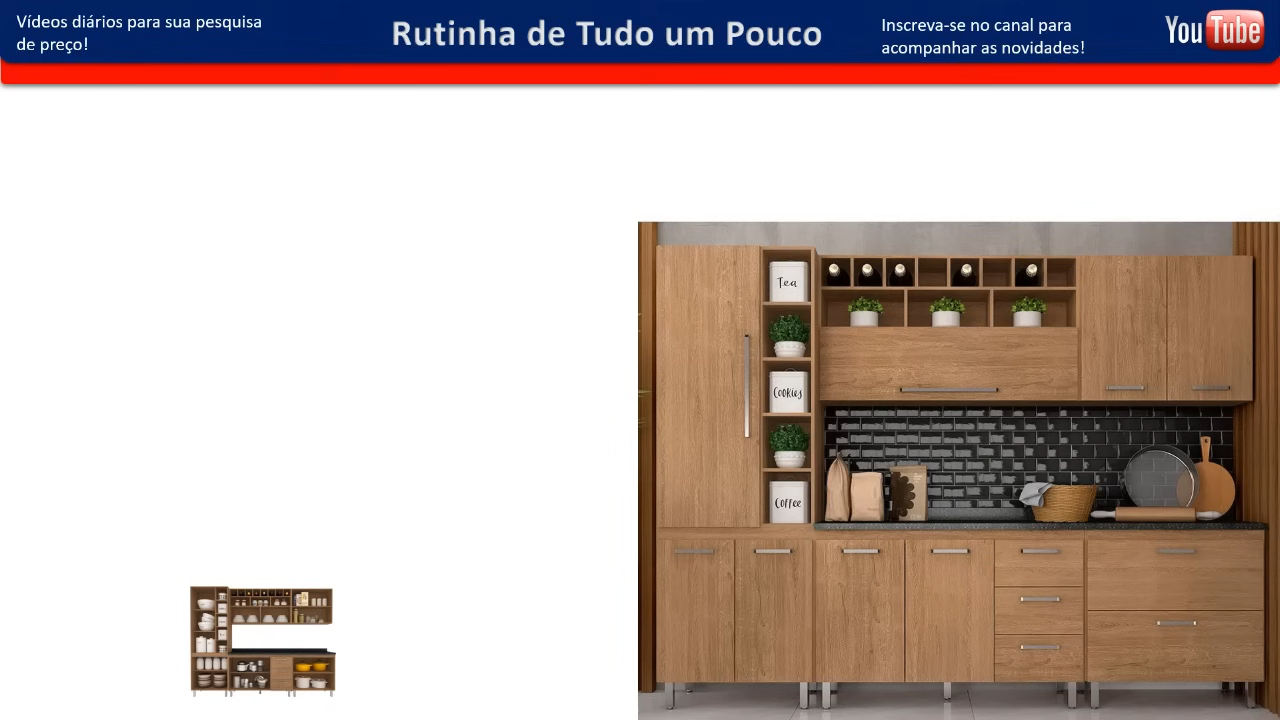 Vídeos diários para sua pesquisa
de preço!
Rutinha de Tudo um Pouco
Inscreva-se no canal para
acompanhar as novidades!
YouTube
Tea
Cookies
Coffee